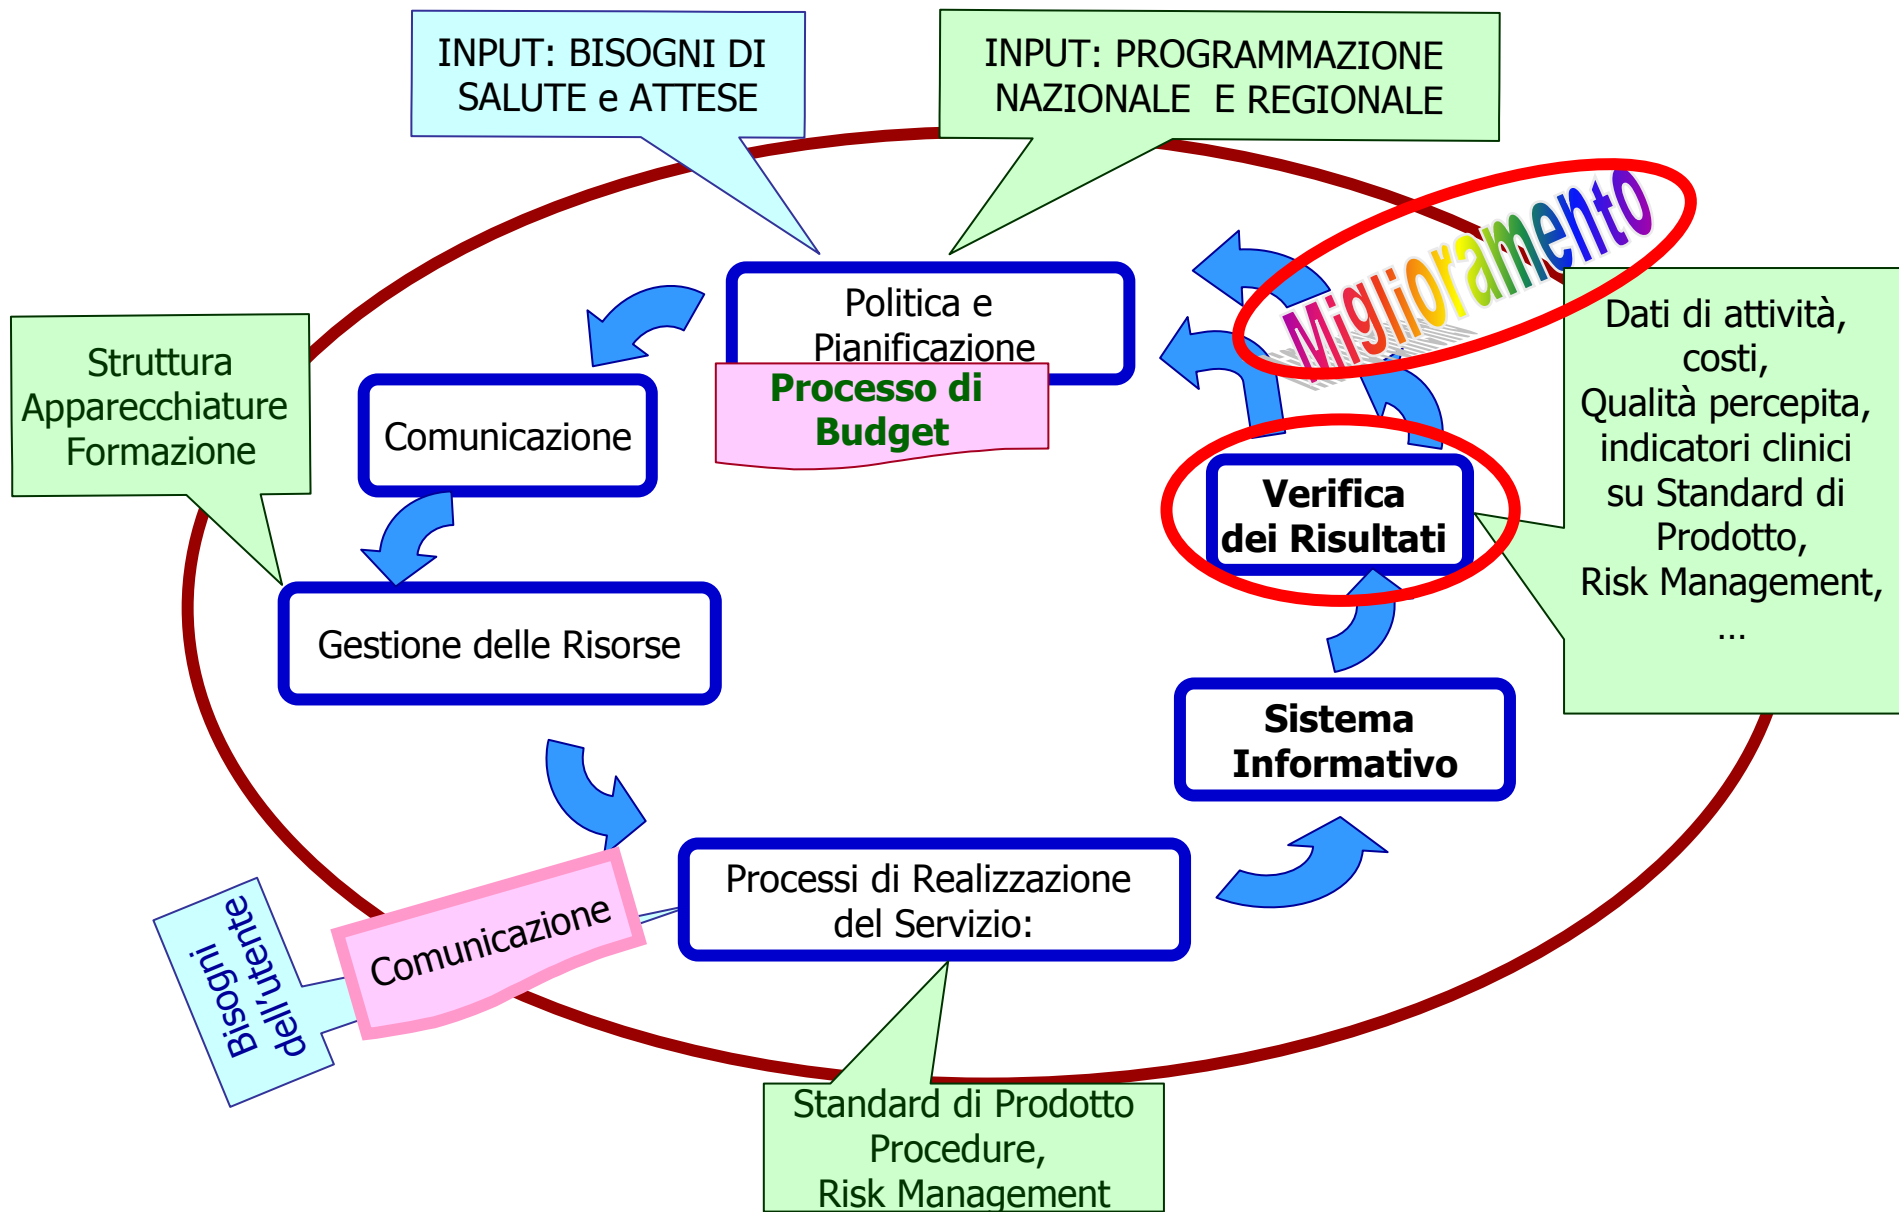 INPUT: BISOGNI DI
SALUTE e ATTESE
INPUT: PROGRAMMAZIONE
NAZIONALE E REGIONALE
Miglioramento
Politica e
Pianificazione
Processo di
Budget
Struttura
Apparecchiature
Formazione
Comunicazione
Dati di attività,
costi,
Qualità percepita,
indicatori clinici
su Standard di
Prodotto,
Risk Management,
...
Verifica
dei Risultati
Gestione delle Risorse
Sistema
Informativo
Processi di Realizzazione
del Servizio:
Comunicazione
Bisogni
dell'utente
Standard di Prodotto
Procedure,
Risk Management